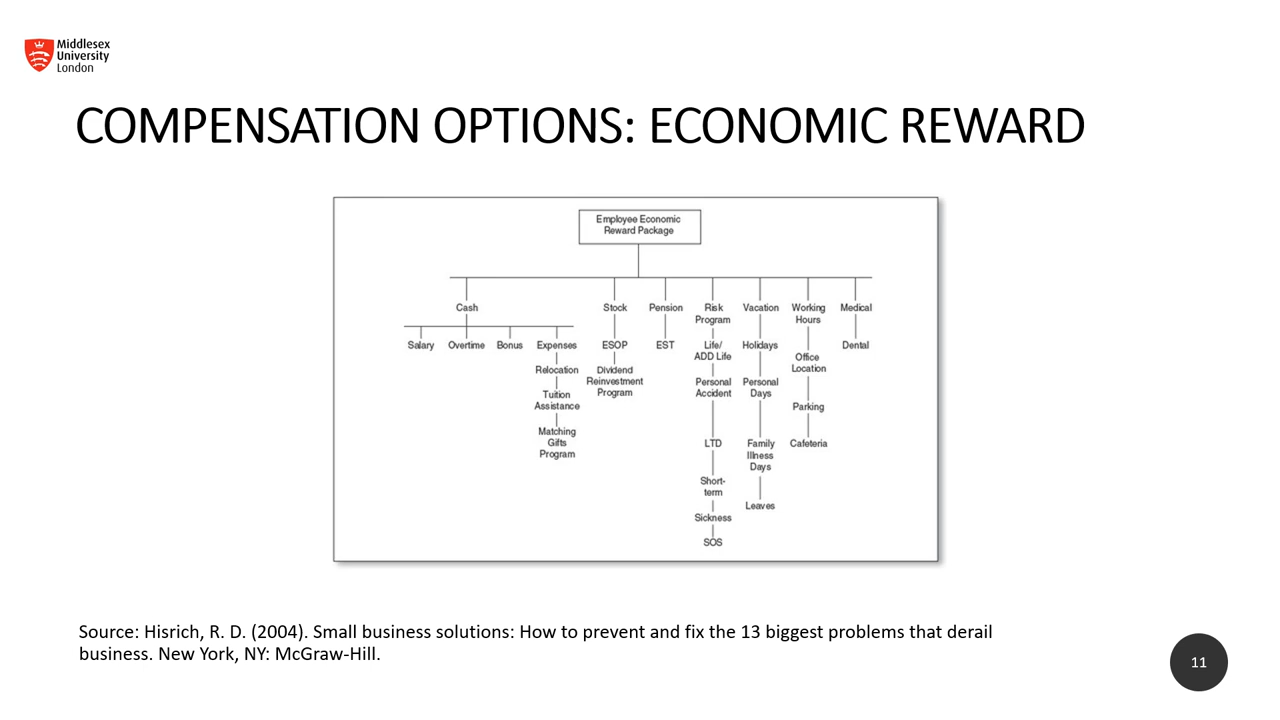 Middlesex
University
London
COMPENSATION OPTIONS: ECONOMIC REWARD
Employee Economic
Reward Package
Cash
Salary
Overtime
Bonus
Expenses
Relocation
Tuition
Assistance
Matching
Gifts
Program
Stock
ESOP
Dividend
Reinvestment
Program
Pension
EST
Risk
Program
Life/
ADD Life
Personal
Accident
LTD
Short-
term
Sickness
SOS
Vacation
Holidays
Personal
Days
Family
Illness
Days
Leaves
Working
Hours
Office
Location
Parking
Cafeteria
Medical
Dental
Source: Hisrich, R. D. (2004). Small business solutions: How to prevent and fix the 13 biggest problems that derail
business. New York, NY: McGraw-Hill.
11